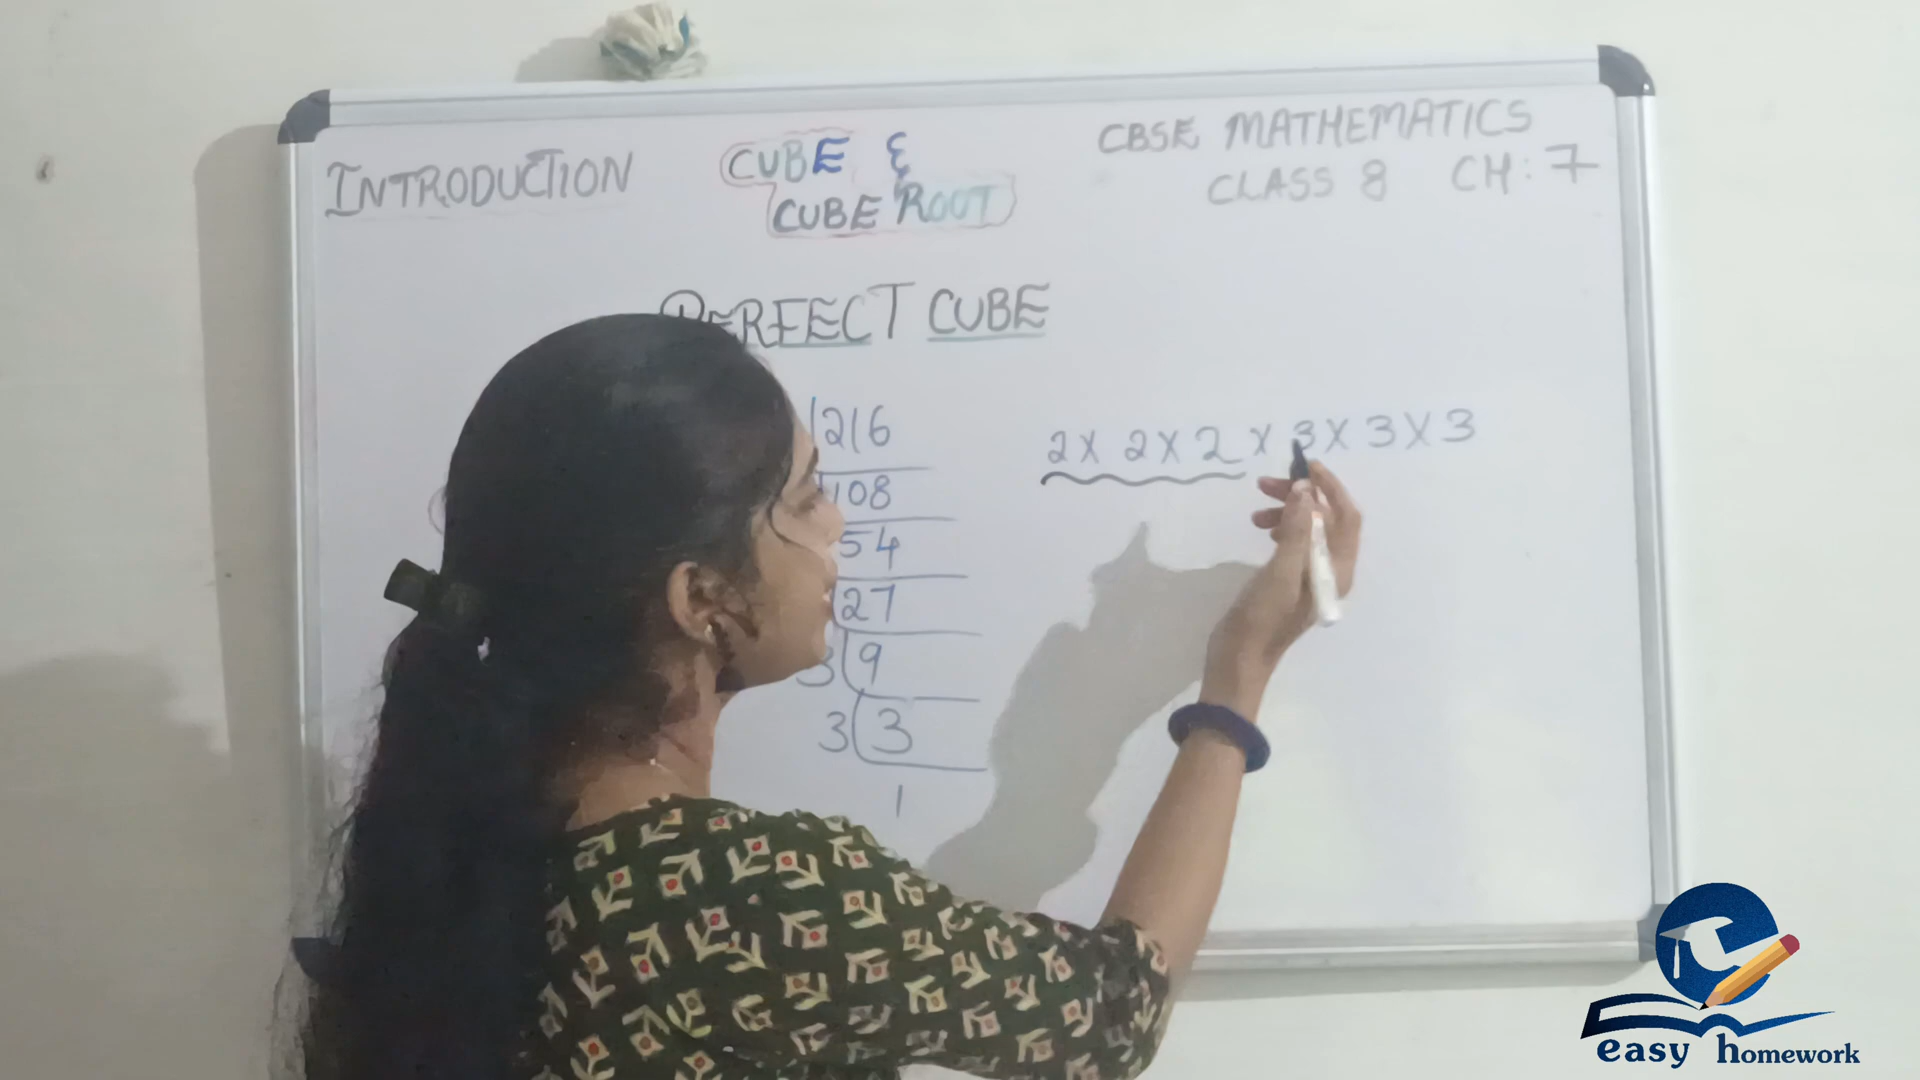 INTRODUCTION
CUBE &
CUBE ROOT
CBSE MATHEMATICS
CLASS 8 CH: 7
PERFECT CUBE
216
108
54
27
3 9
3 3
1
2 X 2 X 2 X 3 X 3 X 3
easy homework